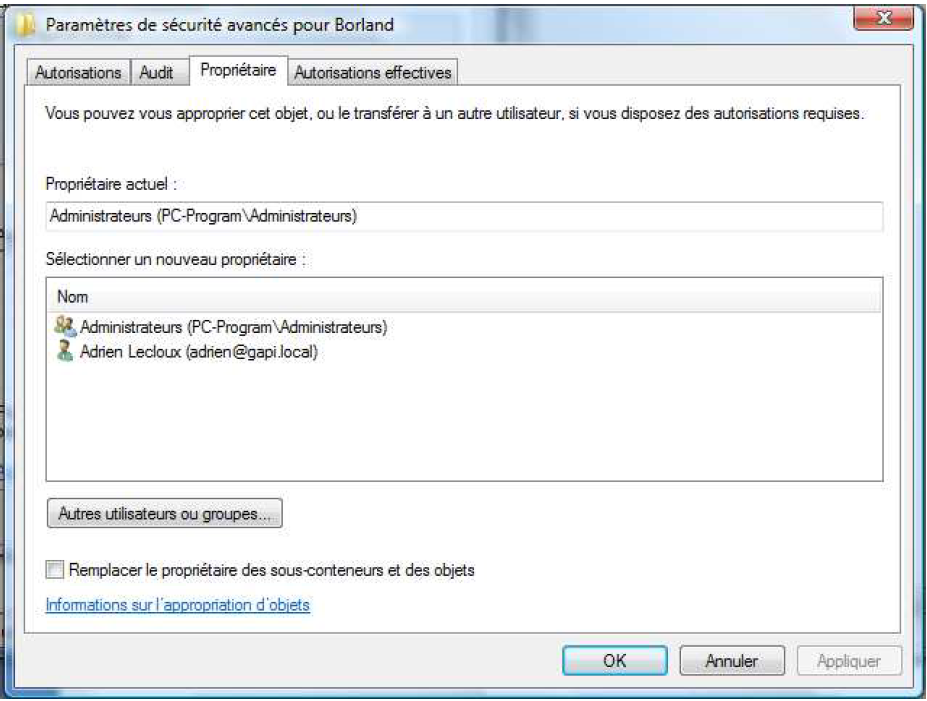 Paramètres de sécurité avancés pour Borland
Autorisations Audit Propriétaire Autorisations effectives
Vous pouvez vous approprier cet objet, ou le transférer à un autre utilisateur, si vous disposez des autorisations requises.
Propriétaire actuel :
Administrateurs (PC-Program\Administrateurs)
Sélectionner un nouveau propriétaire :
Nom
Administrateurs (PC-Program\Administrateurs)
Adrien Lecloux (adrien@gapi.local)
Autres utilisateurs ou groupes...
Remplacer le propriétaire des sous-conteneurs et des objets
Informations sur l'appropriation d'objets
OK Annuler Appliquer